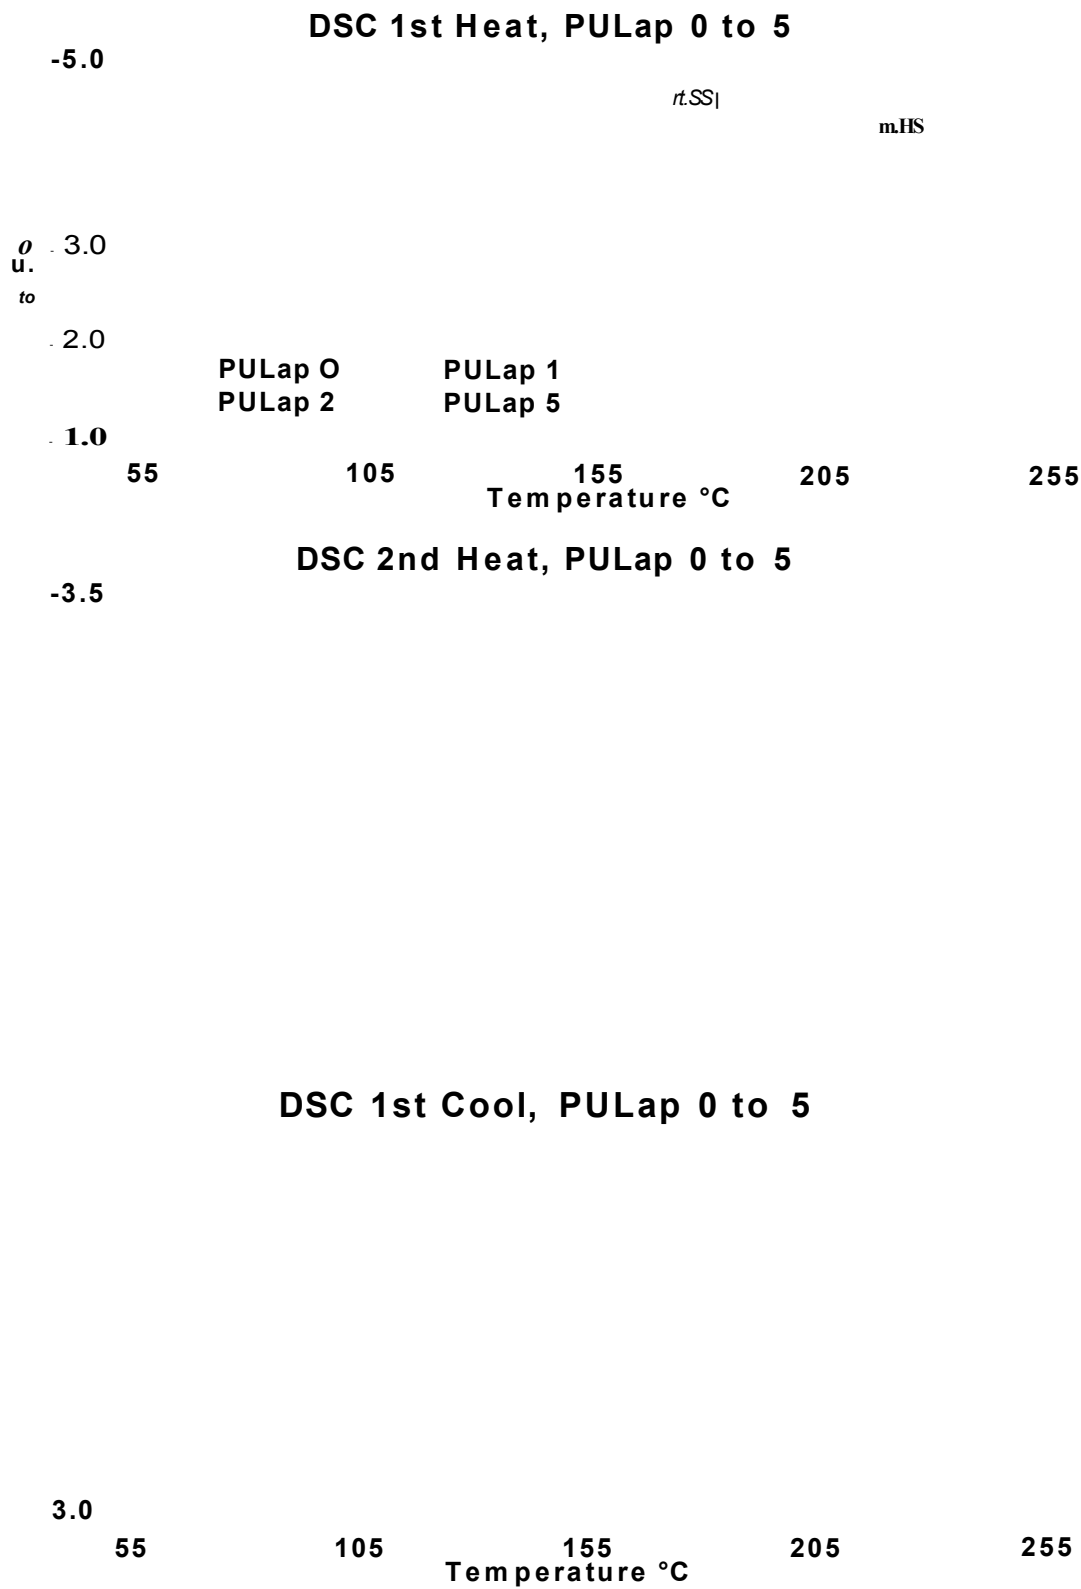 DSC 1st Heat, PULap 0 to 5
-5.0
rt.SS|
m.HS
o - 3.0
u.
to
- 2.0
PULap O PULap 1
PULap 2 PULap 5
- 1.0
55 105 155 205 255
Temperature °C
DSC 2nd Heat, PULap 0 to 5
-3.5
DSC 1st Cool, PULap 0 to 5
3.0
55 105 155 205 255
Temperature °C